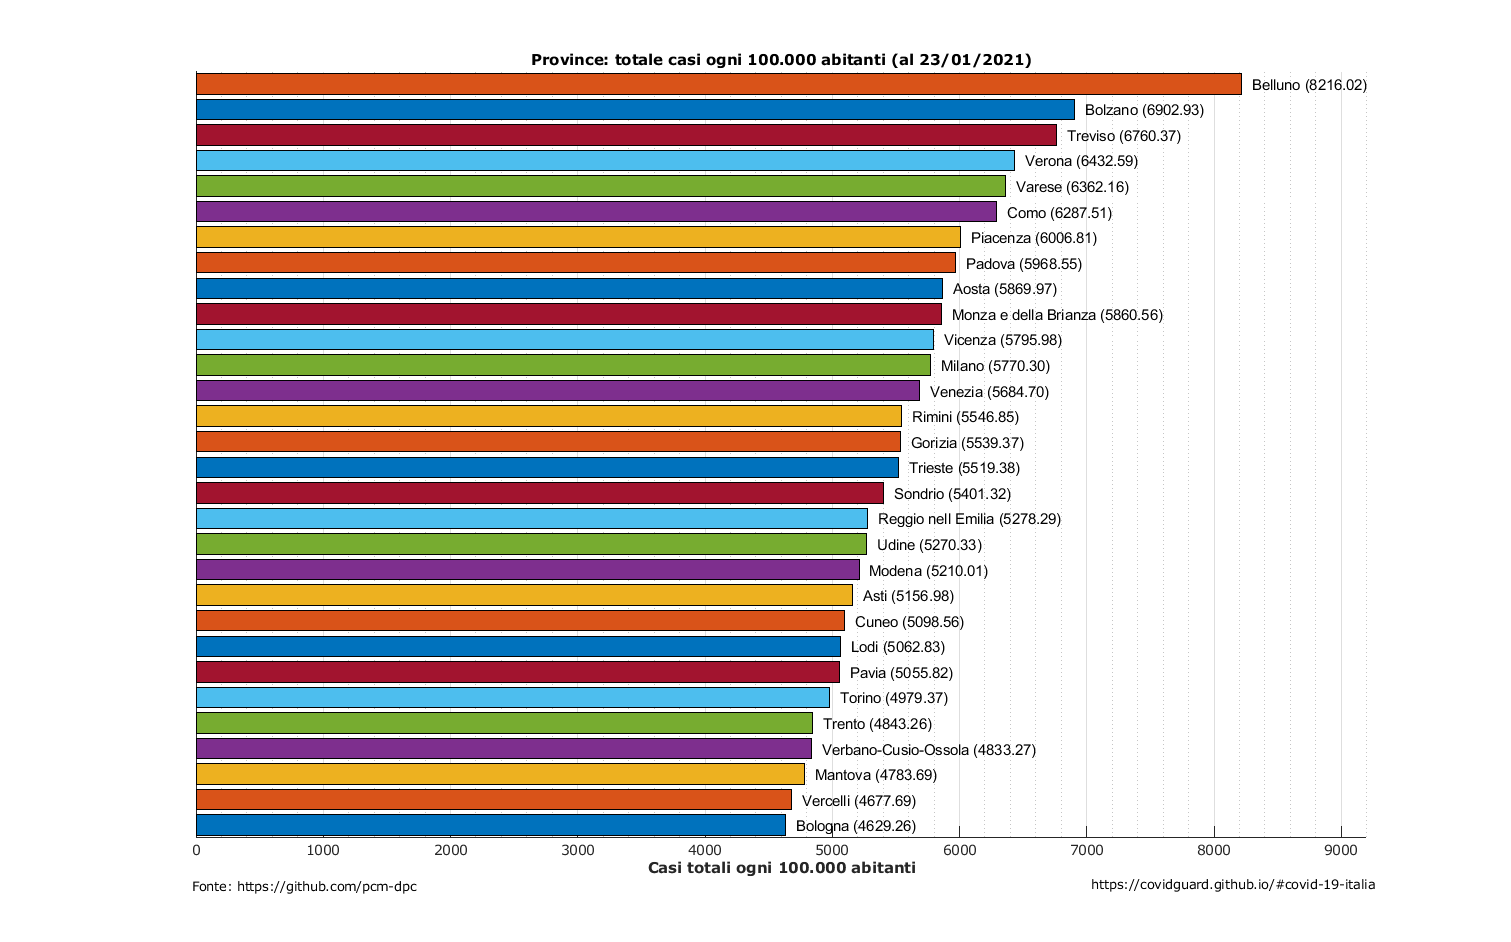 Province: totale casi ogni 100.000 abitanti (al 23/01/2021)
Belluno (8216.02)
Bolzano (6902.93)
Treviso (6760.37)
Verona (6432.59)
Varese (6362.16)
Como (6287.51)
Piacenza (6006.81)
Padova (5968.55)
Aosta (5869.97)
Monza e della Brianza (5860.56)
Vicenza (5795.98)
Milano (5770.30)
Venezia (5684.70)
Rimini (5546.85)
Gorizia (5539.37)
Trieste (5519.38)
Sondrio (5401.32)
Reggio nell Emilia (5278.29)
Udine (5270.33)
Modena (5210.01)
Asti (5156.98)
Cuneo (5098.56)
Lodi (5062.83)
Pavia (5055.82)
Torino (4979.37)
Trento (4843.26)
Verbano-Cusio-Ossola (4833.27)
Mantova (4783.69)
Vercelli (4677.69)
Bologna (4629.26)
0 1000 2000 3000 4000 5000 6000 7000 8000 9000
Casi totali ogni 100.000 abitanti
Fonte: https://github.com/pcm-dpc
https://covidguard.github.io/#covid-19-italia